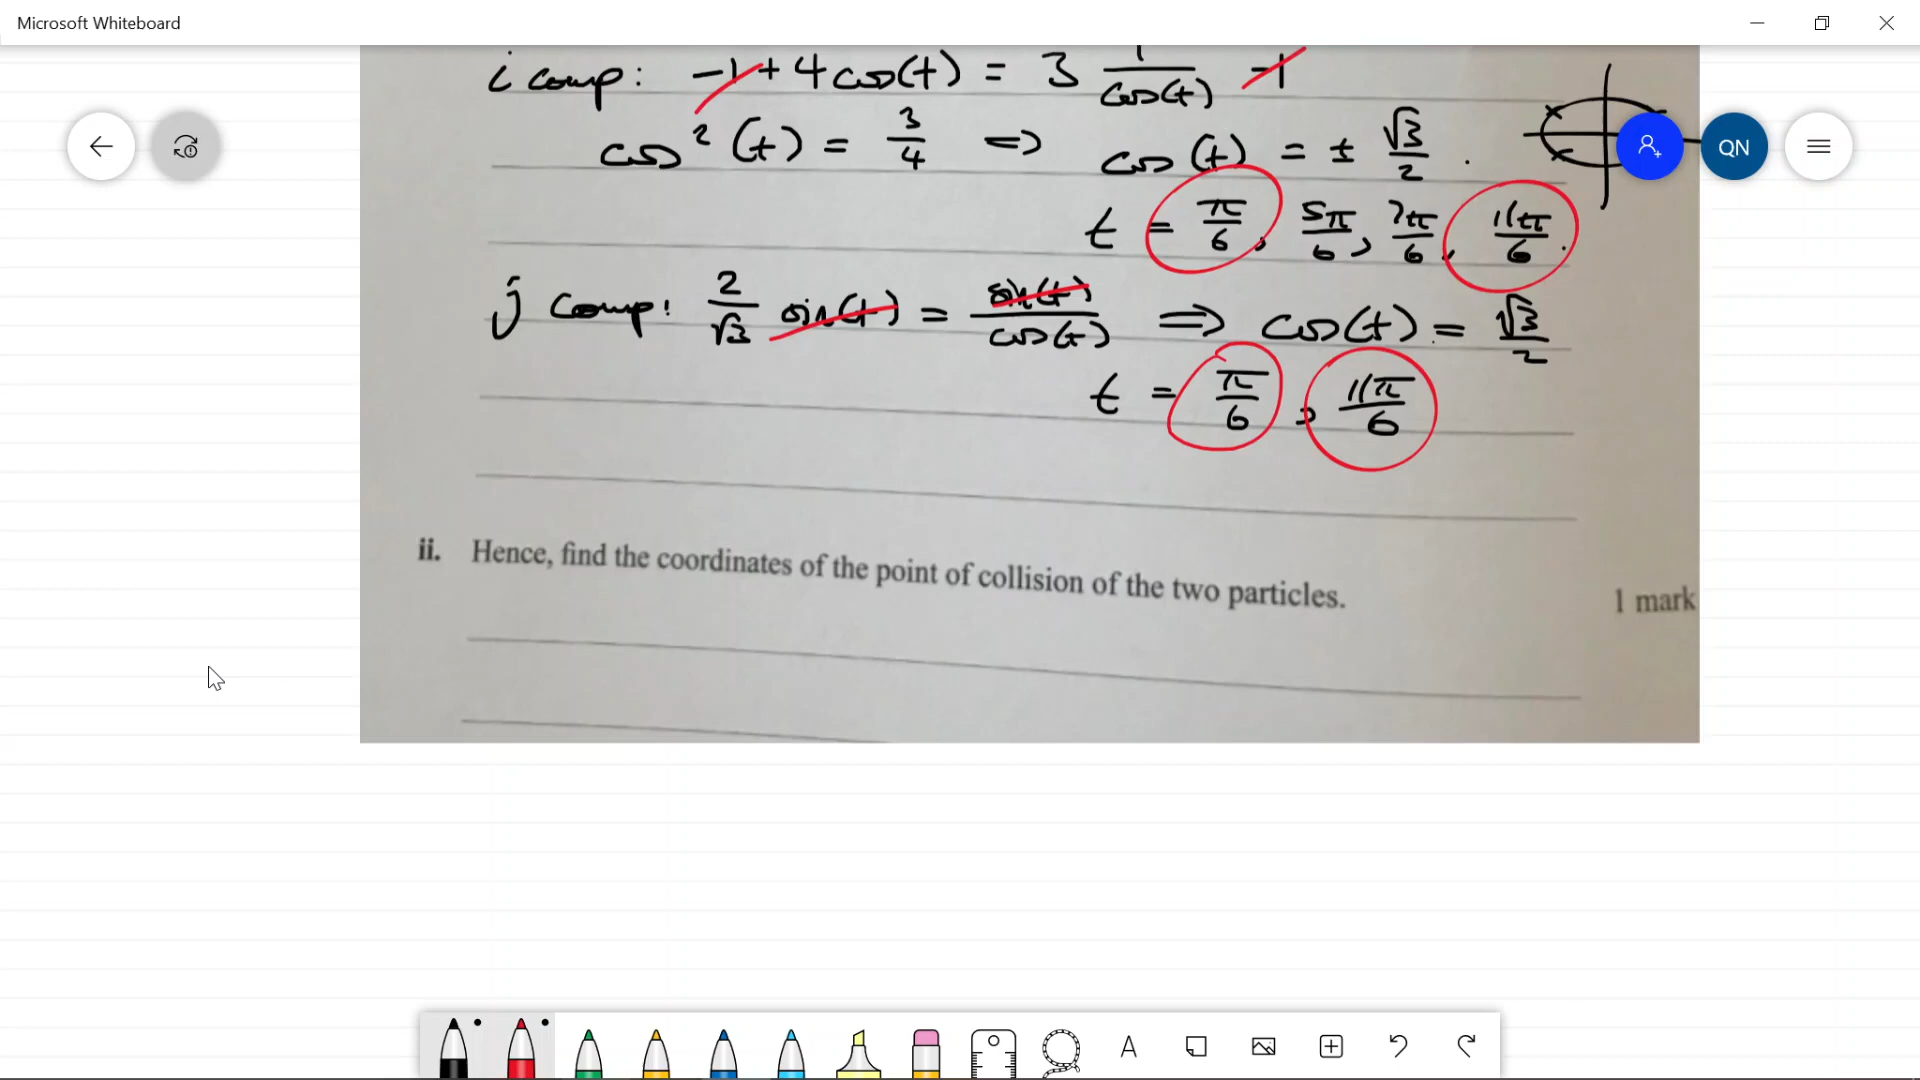 Microsoft Whiteboard
i comp: -1 + 4 cos(t) = 3 1/cos(t) -1
cos²(t) = 3/4 => cos(t) = ± √3/2 .
t = π/6, 5π/6, 7π/6, 11π/6.
j comp: 2/√3 sin(t) = sin(t)/cos(t) => cos(t) = √3/2
t = π/6, 11π/6
ii. Hence, find the coordinates of the point of collision of the two particles.
1 mark
QN
A